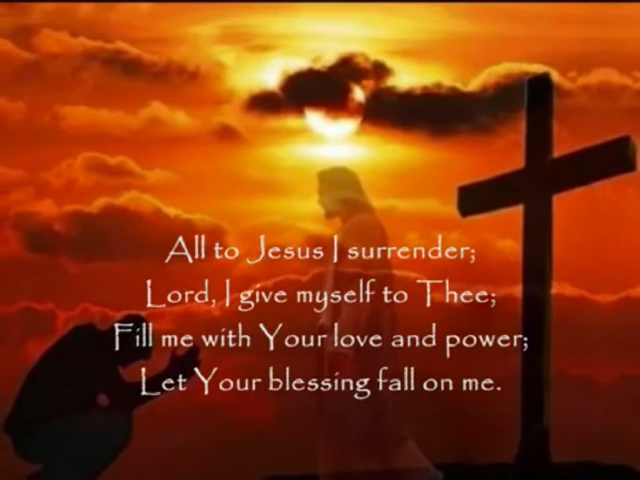 All to Jesus I surrender;
Lord, I give myself to Thee;
Fill me with Your love and power;
Let Your blessing fall on me.